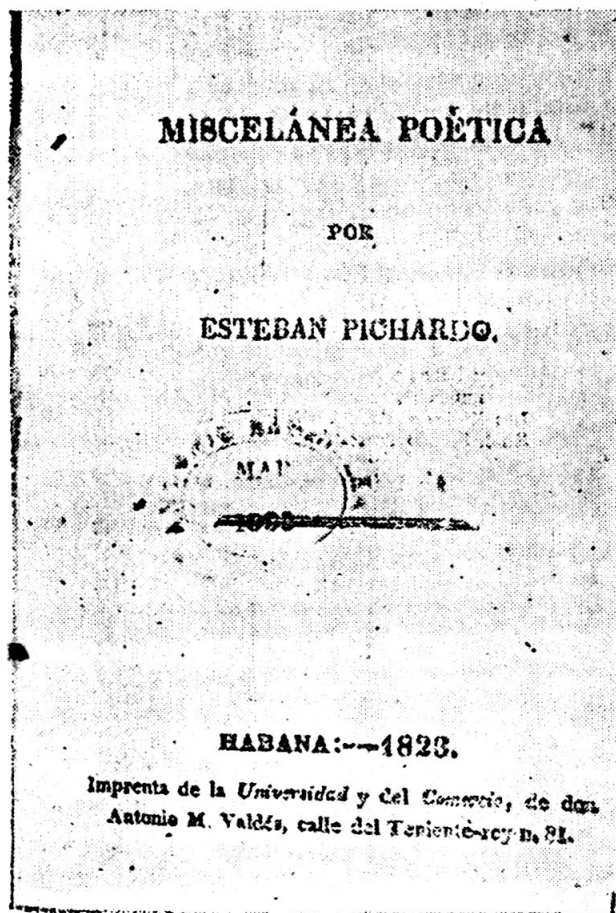 MISCELÁNEA POÉTICA
POR
ESTEBAN PICHARDO.
HABANA:--1823.
Imprenta de la Universidad y del Comercio, de don
Antonio M. Valdés, calle del Teniente-rey n. 81.